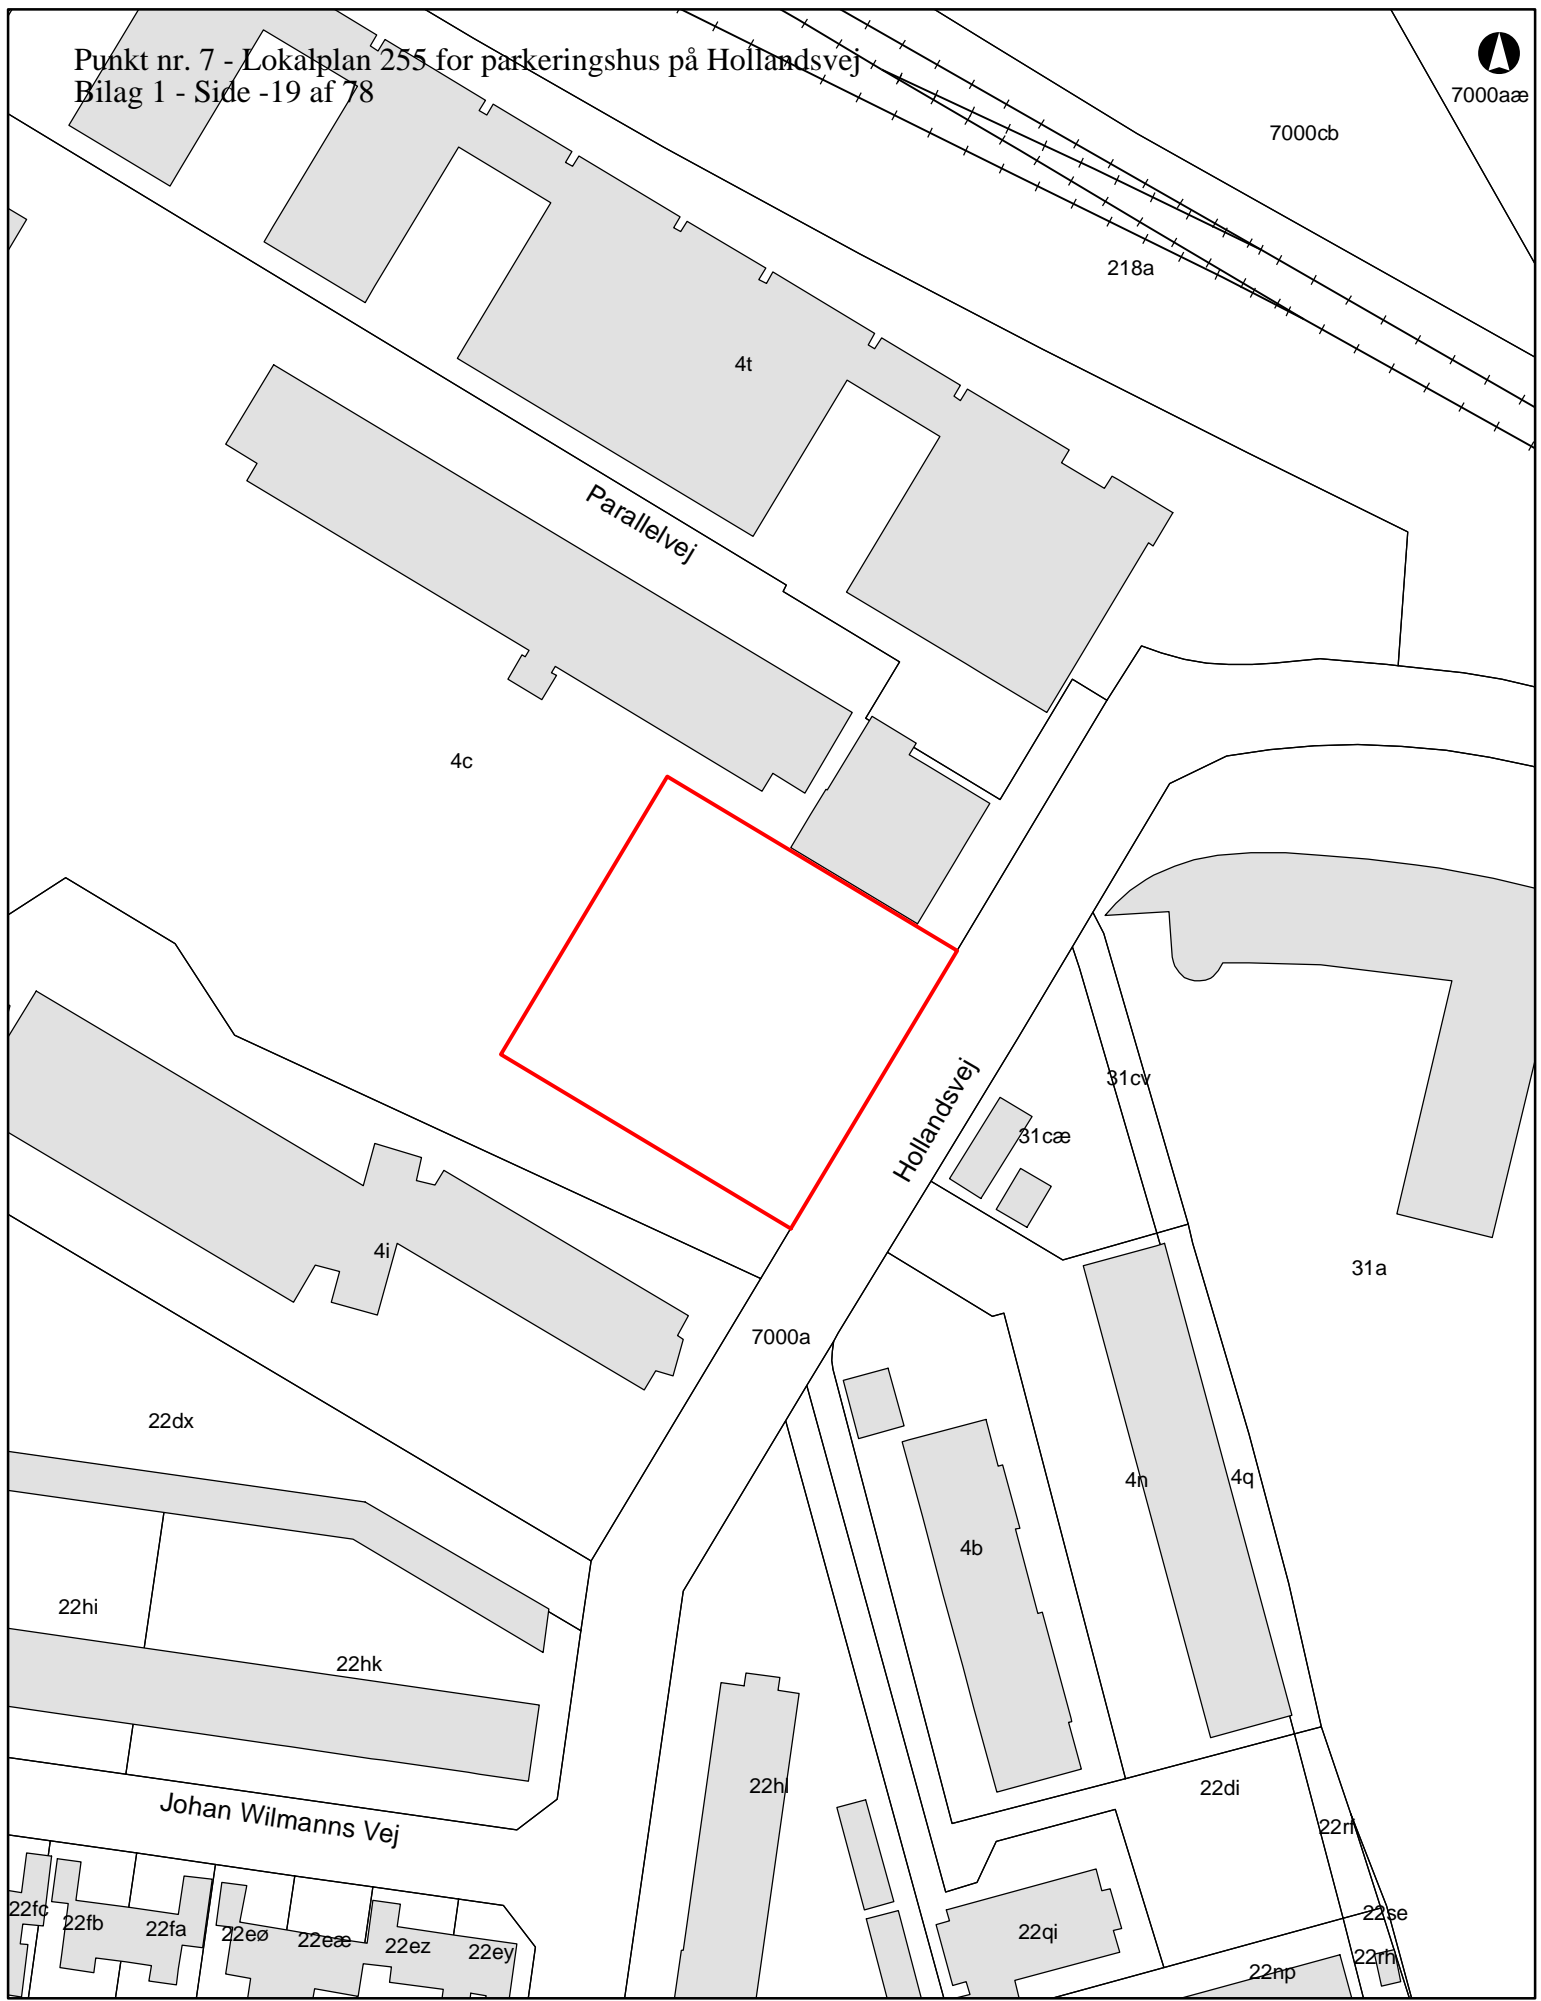 Punkt nr. 7 - Lokalplan 255 for parkeringshus på Hollandsvej
Bilag 1 - Side -19 af 78
7000aæ
7000cb
218a
4t
Parallelvej
4c
Hollandsvej
31cv
31cæ
31a
4i
7000a
22dx
4n
4q
4b
22hi
22hk
22hl
22di
Johan Wilmanns Vej
22rf
22fc
22fb
22fa
22eø
22eæ
22ez
22ey
22qi
22se
22rh
22np